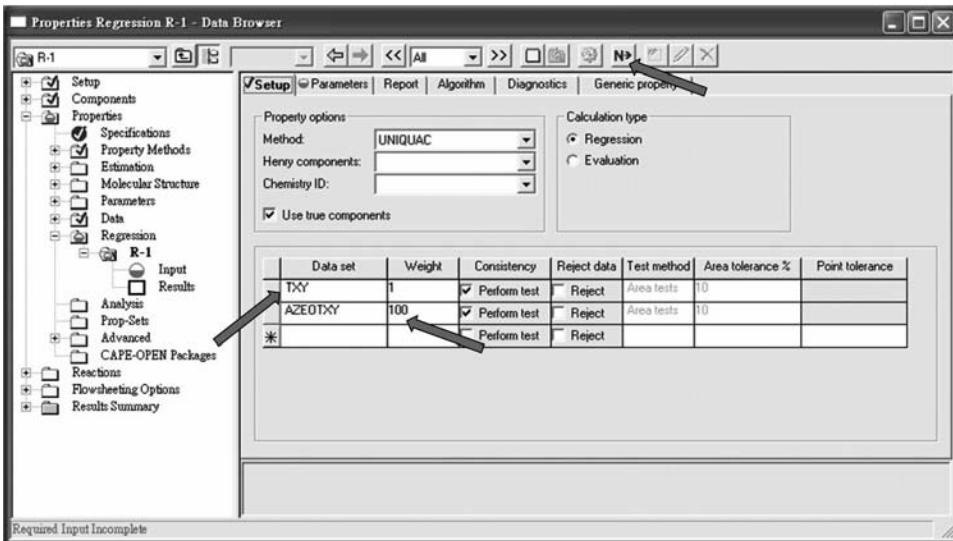 Properties Regression R-1 - Data Browser
R-1 << All >> N
Setup
Components
Properties
Specifications
Property Methods
Estimation
Molecular Structure
Parameters
Data
Regression
R-1
Input
Results
Analysis
Prop-Sets
Advanced
CAPE-OPEN Packages
Reactions
Flowsheeting Options
Results Summary
Setup Parameters Report Algorithm Diagnostics Generic property
Property options
Method: UNIQUAC
Henry components:
Chemistry ID:
Use true components
Calculation type
Regression
Evaluation
Data set Weight Consistency Reject data Test method Area tolerance % Point tolerance
TXY 1 Perform test Reject Area tests 10
AZEOTXY 100 Perform test Reject Area tests 10
* Perform test Reject
Required Input Incomplete